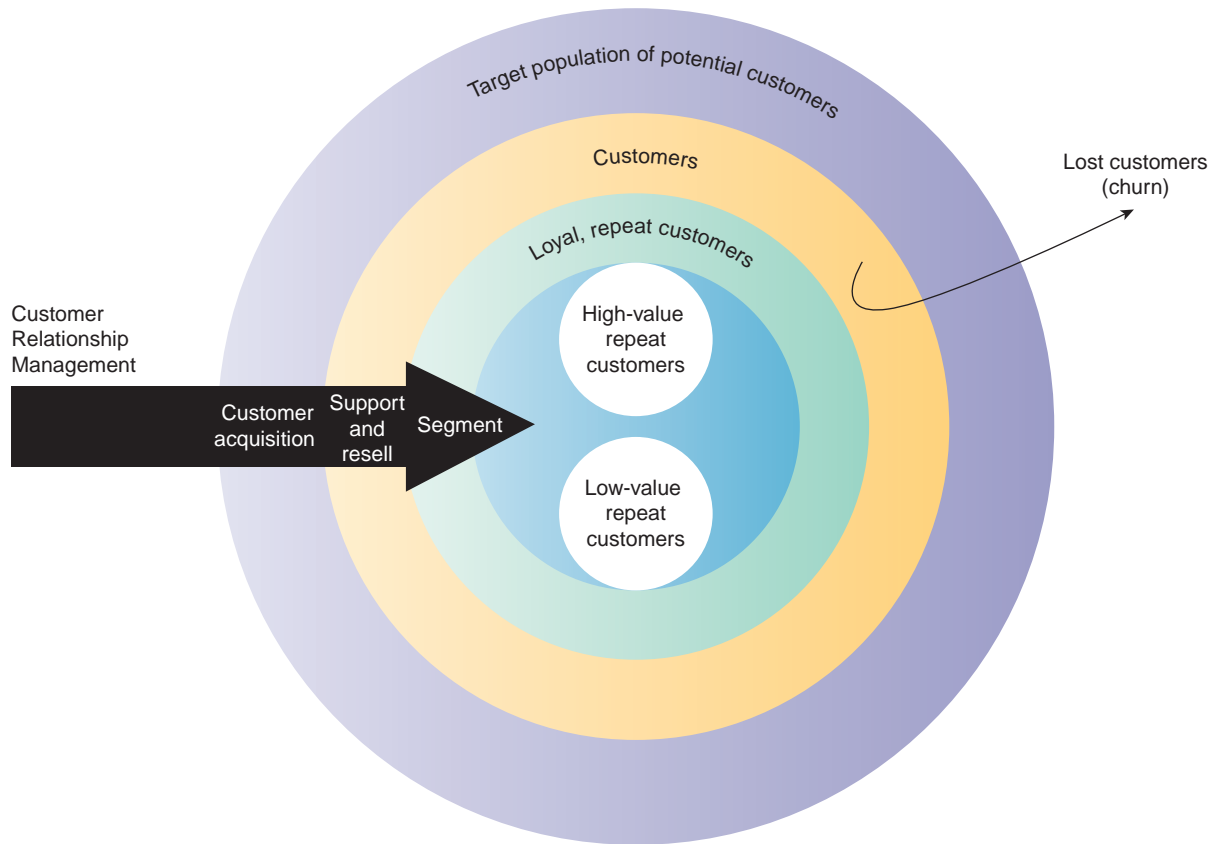 Target population of potential customers
Customers
Loyal, repeat customers
Lost customers
(churn)
High-value
repeat
customers
Customer
Relationship
Management
Customer
acquisition
Support
and
resell
Segment
Low-value
repeat
customers